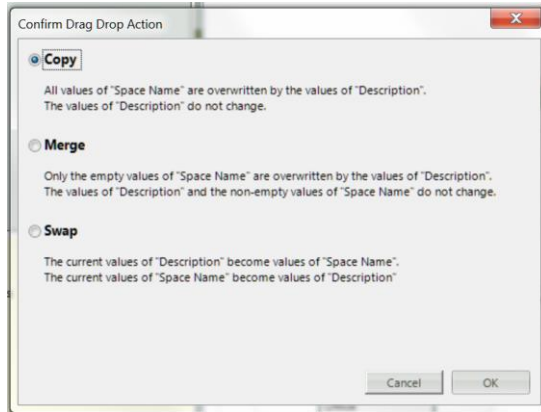 Confirm Drag Drop Action
Copy
All values of "Space Name" are overwritten by the values of "Description".
The values of "Description" do not change.
Merge
Only the empty values of "Space Name" are overwritten by the values of "Description".
The values of "Description" and the non-empty values of "Space Name" do not change.
Swap
The current values of "Description" become values of "Space Name".
The current values of "Space Name" become values of "Description"
Cancel OK